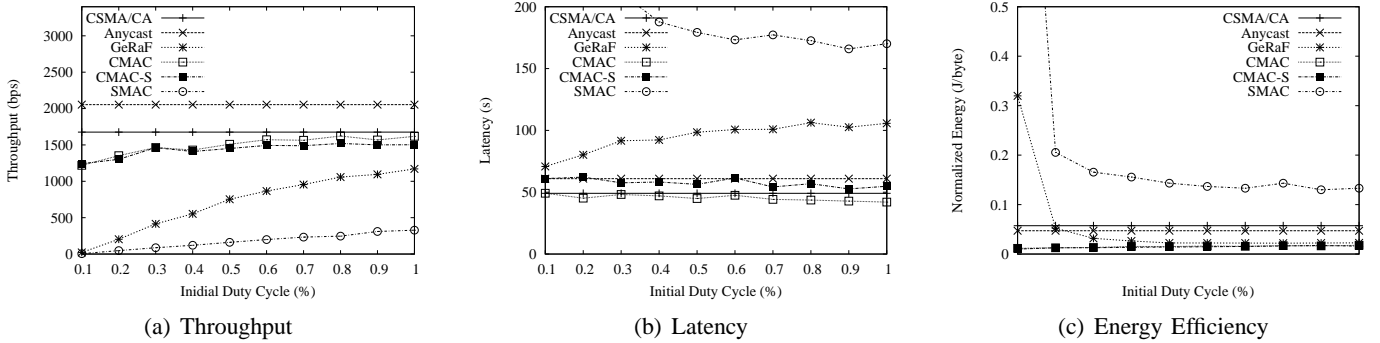 3000
2500
2000
1500
1000
500
0
Throughput (bps)
CSMA/CA
Anycast
GeRaF
CMAC
CMAC-S
SMAC
0.1 0.2 0.3 0.4 0.5 0.6 0.7 0.8 0.9 1
Inidial Duty Cycle (%)
(a) Throughput
200
150
100
50
0
Latency (s)
CSMA/CA
Anycast
GeRaF
CMAC
CMAC-S
SMAC
0.1 0.2 0.3 0.4 0.5 0.6 0.7 0.8 0.9 1
Initial Duty Cycle (%)
(b) Latency
0.5
0.4
0.3
0.2
0.1
0
Normalized Energy (J/byte)
CSMA/CA
Anycast
GeRaF
CMAC
CMAC-S
SMAC
Initial Duty Cycle (%)
(c) Energy Efficiency